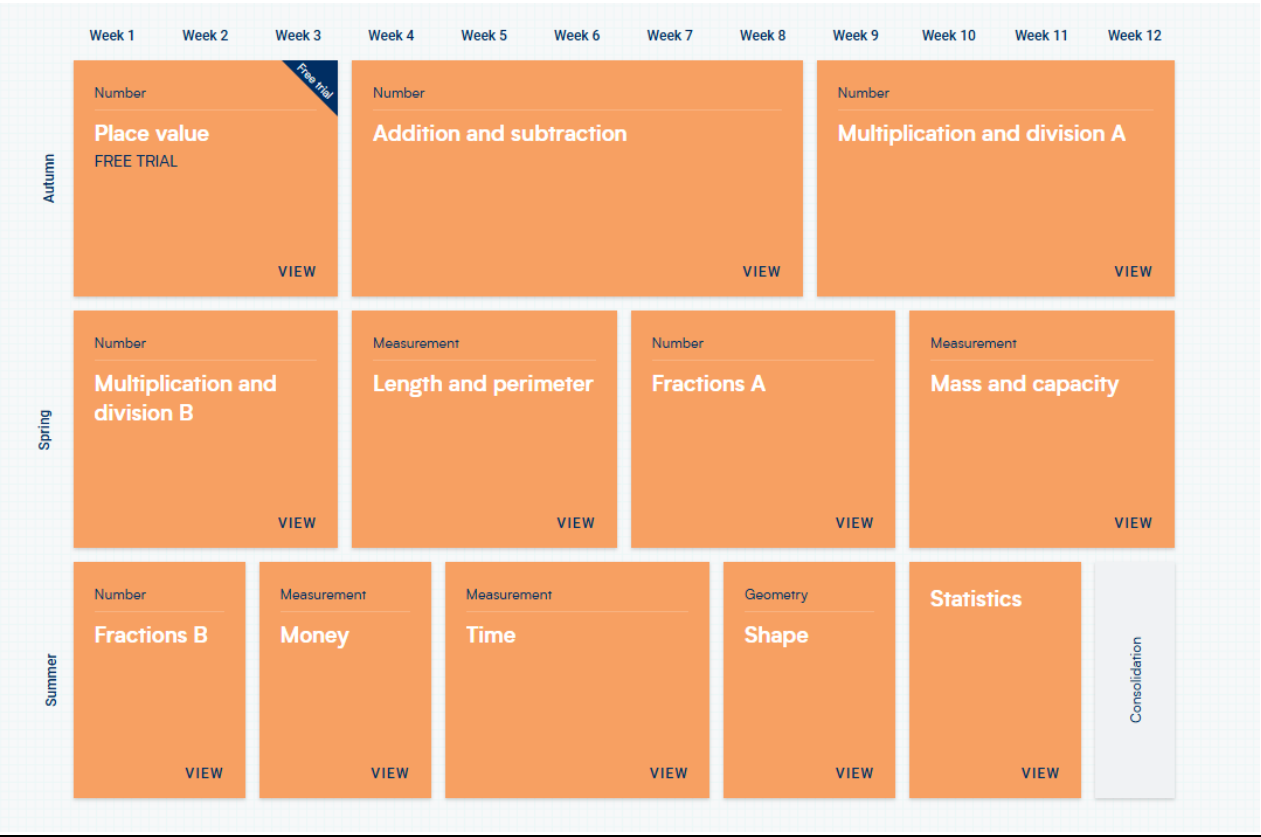 Week 1 Week 2 Week 3 Week 4 Week 5 Week 6 Week 7 Week 8 Week 9 Week 10 Week 11 Week 12
Autumn
Number
Free trial
Place value
FREE TRIAL
VIEW
Number
Addition and subtraction
VIEW
Number
Multiplication and division A
VIEW
Spring
Number
Multiplication and
division B
VIEW
Measurement
Length and perimeter
VIEW
Number
Fractions A
VIEW
Measurement
Mass and capacity
VIEW
Summer
Number
Fractions B
VIEW
Measurement
Money
VIEW
Measurement
Time
VIEW
Geometry
Shape
VIEW
Statistics
VIEW
Consolidation